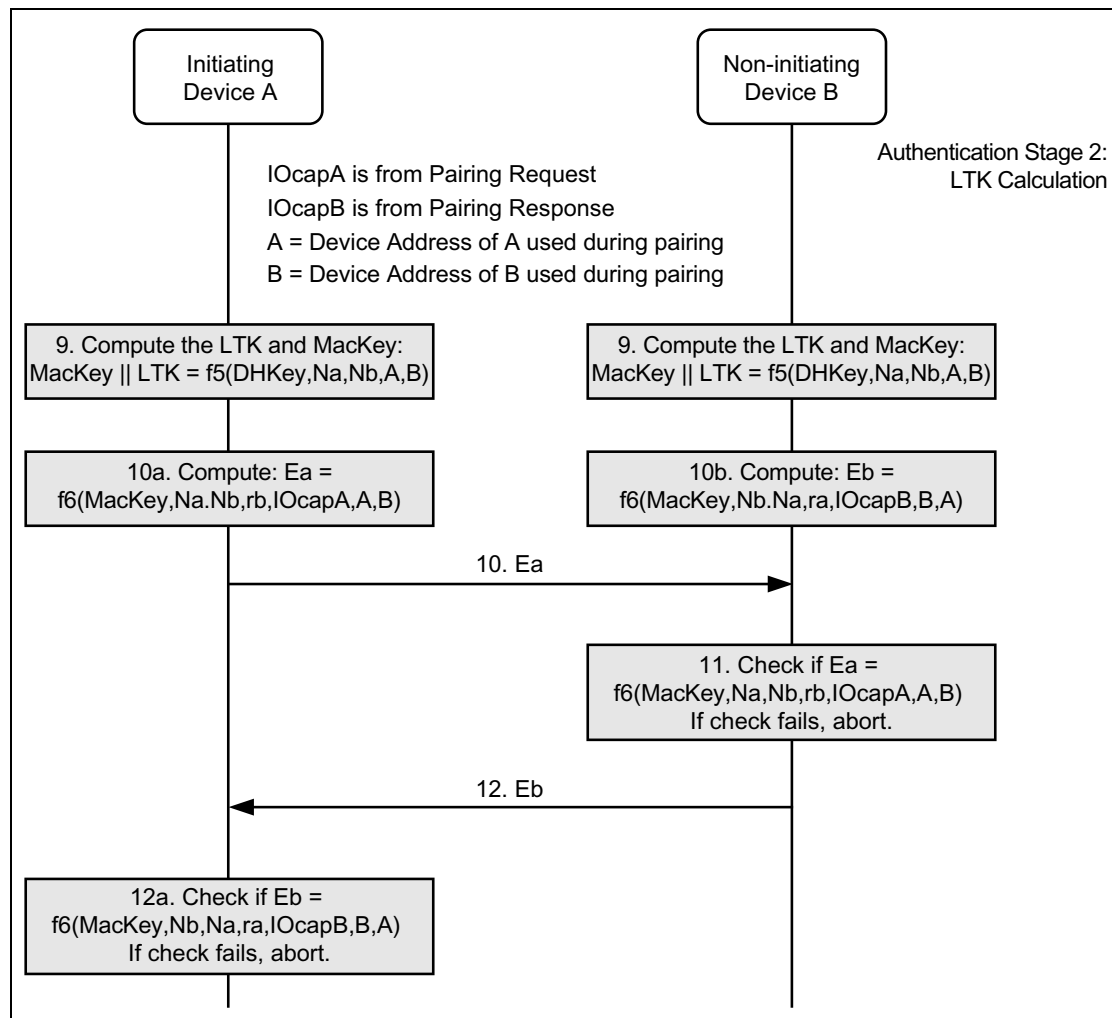 Initiating
Device A
Non-initiating
Device B
Authentication Stage 2:
LTK Calculation
IOcapA is from Pairing Request
IOcapB is from Pairing Response
A = Device Address of A used during pairing
B = Device Address of B used during pairing
9. Compute the LTK and MacKey:
MacKey || LTK = f5(DHKey,Na,Nb,A,B)
9. Compute the LTK and MacKey:
MacKey || LTK = f5(DHKey,Na,Nb,A,B)
10a. Compute: Ea =
f6(MacKey,Na.Nb,rb,IOcapA,A,B)
10b. Compute: Eb =
f6(MacKey,Nb.Na,ra,IOcapB,B,A)
10. Ea
11. Check if Ea =
f6(MacKey,Na,Nb,rb,IOcapA,A,B)
If check fails, abort.
12. Eb
12a. Check if Eb =
f6(MacKey,Nb,Na,ra,IOcapB,B,A)
If check fails, abort.